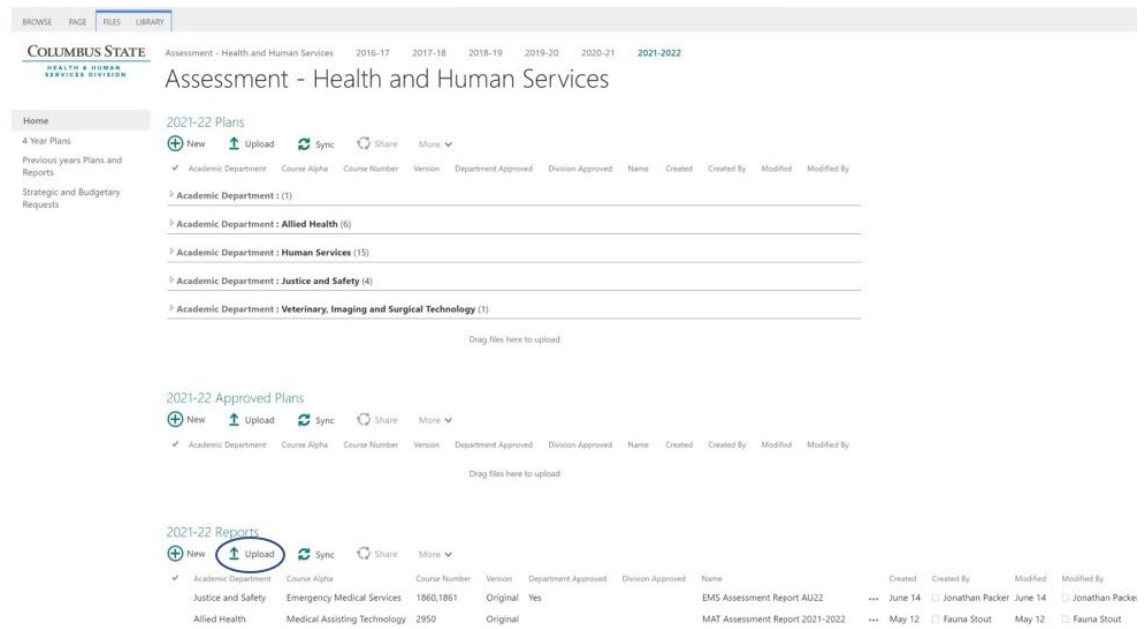 BROWSE PAGE FILES LIBRARY
COLUMBUS STATE
HEALTH & HUMAN
SERVICES DIVISION
Assessment - Health and Human Services 2016-17 2017-18 2018-19 2019-20 2020-21 2021-2022
Assessment - Health and Human Services
Home
4 Year Plans
Previous years Plans and
Reports
Strategic and Budgetary
Requests
2021-22 Plans
New Upload Sync Share More
Academic Department Course Alpha Course Number Version Department Approved Division Approved Name Created Created By Modified Modified By
Academic Department : (1)
Academic Department : Allied Health (6)
Academic Department : Human Services (15)
Academic Department : Justice and Safety (4)
Academic Department : Veterinary, Imaging and Surgical Technology (1)
Drag files here to upload
2021-22 Approved Plans
New Upload Sync Share More
Academic Department Course Alpha Course Number Version Department Approved Division Approved Name Created Created By Modified Modified By
Drag files here to upload
2021-22 Reports
New Upload Sync Share More
Academic Department Course Alpha Course Number Version Department Approved Division Approved Name Created Created By Modified Modified By
Justice and Safety Emergency Medical Services 1860,1861 Original Yes EMS Assessment Report AU22 ... June 14 Jonathan Packer June 14 Jonathan Packer
Allied Health Medical Assisting Technology 2950 Original MAT Assessment Report 2021-2022 ... May 12 Fauna Stout May 12 Fauna Stout